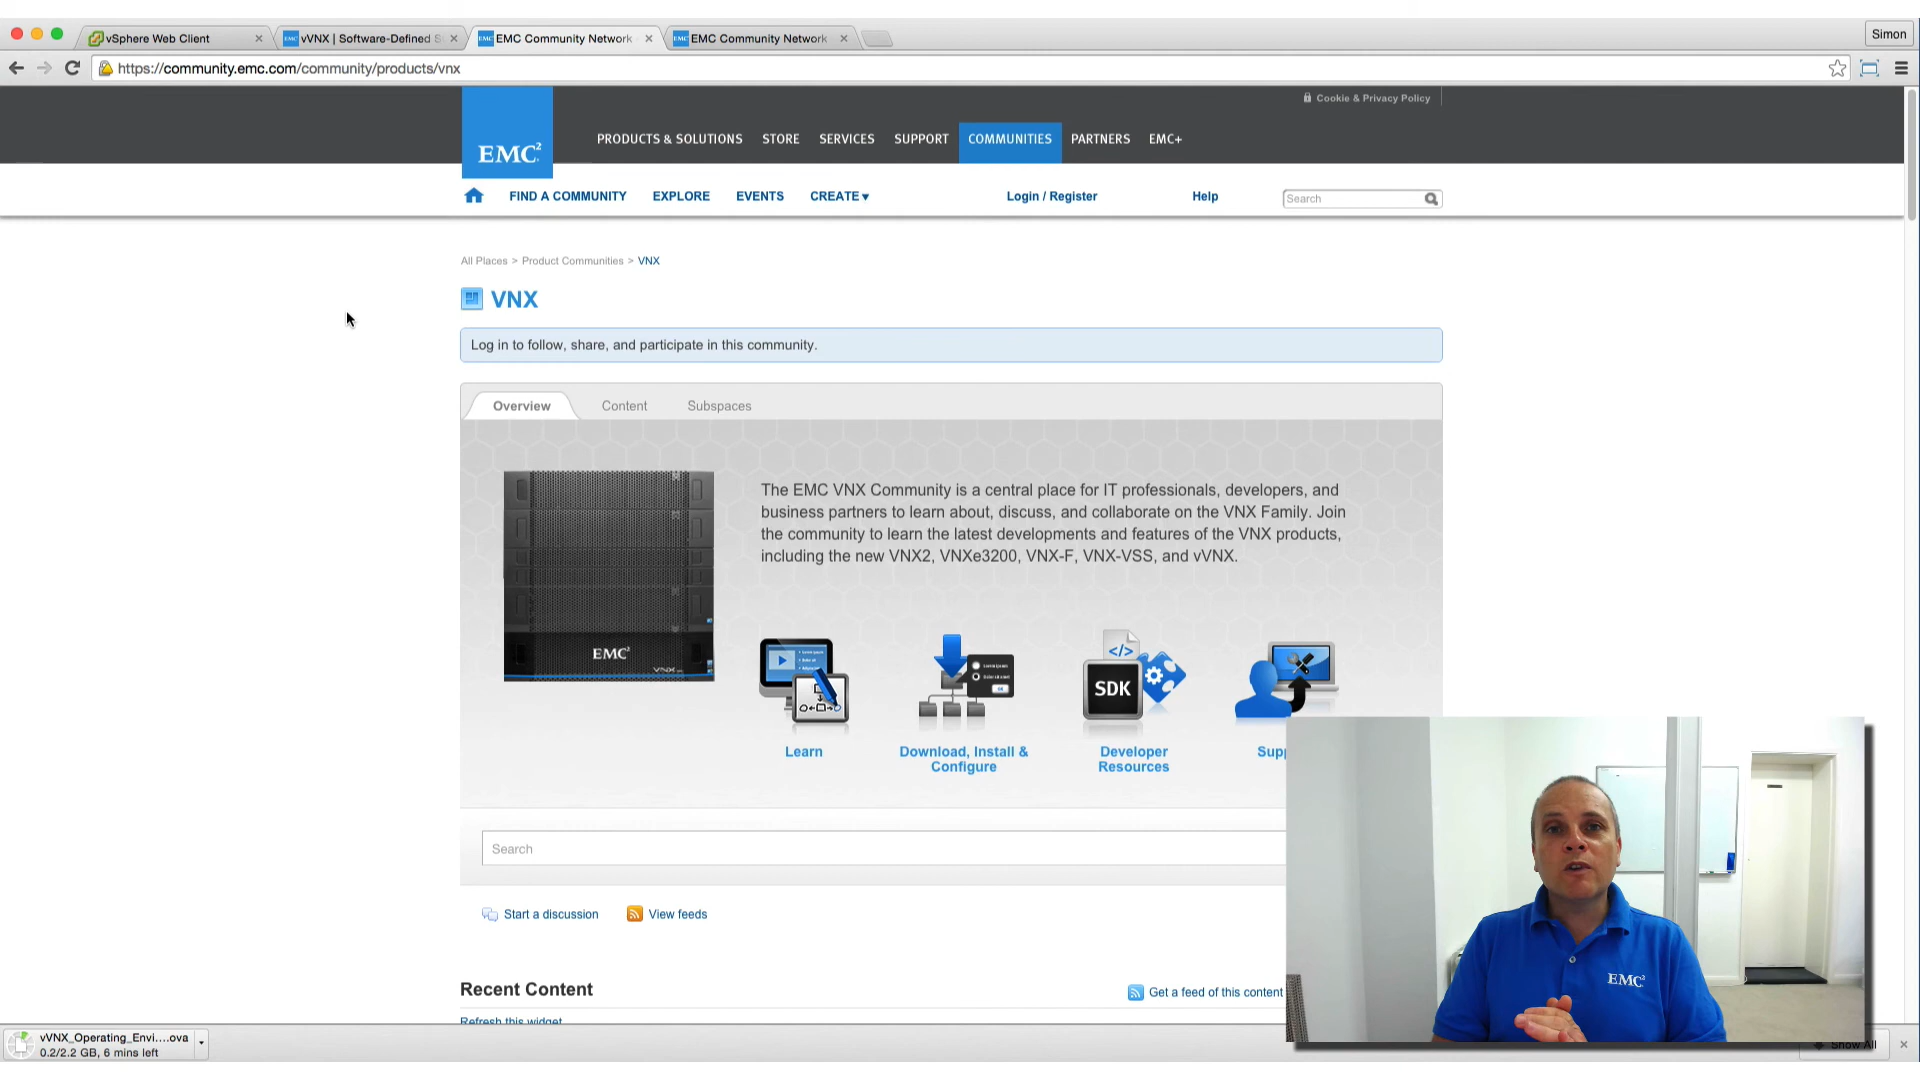 vSphere Web Client
vVNX | Software-Defined S
EMC Community Network
EMC Community Network
Simon
https://community.emc.com/community/products/vnx
Cookie & Privacy Policy
EMC²
PRODUCTS & SOLUTIONS
STORE
SERVICES
SUPPORT
COMMUNITIES
PARTNERS
EMC+
FIND A COMMUNITY
EXPLORE
EVENTS
CREATE
Login / Register
Help
Search
All Places > Product Communities > VNX
VNX
Log in to follow, share, and participate in this community.
Overview
Content
Subspaces
The EMC VNX Community is a central place for IT professionals, developers, and
business partners to learn about, discuss, and collaborate on the VNX Family. Join
the community to learn the latest developments and features of the VNX products,
including the new VNX2, VNXe3200, VNX-F, VNX-VSS, and vVNX.
EMC²
VNX
</>
SDK
Learn
Download, Install &
Configure
Developer
Resources
Supp
Search
Start a discussion
View feeds
EMC²
Recent Content
Get a feed of this content
Refresh this widget
vVNX_Operating_Envi....ova
0.2/2.2 GB, 6 mins left
Show All